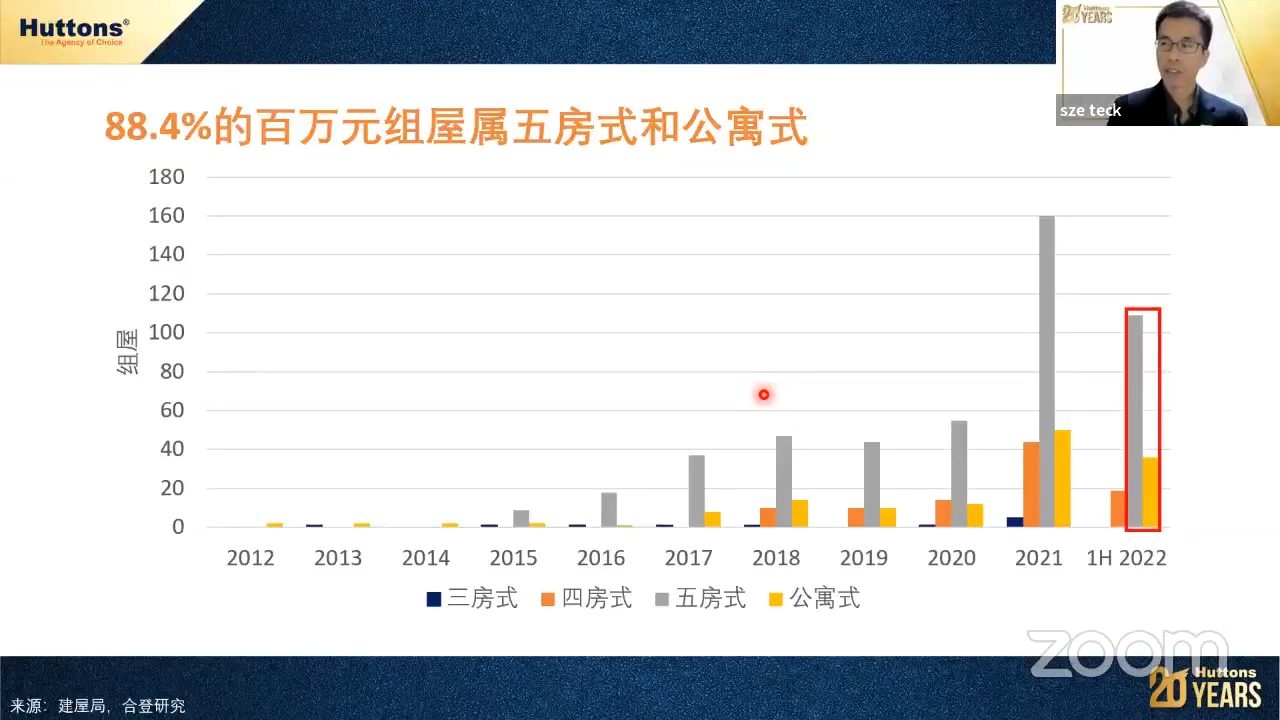 Huttons®
The Agency of Choice
20 Huttons YEARS
sze teck
88.4%的百万元组屋属五房式和公寓式
180
160
140
120
100
80
60
40
20
0
组屋
2012 2013 2014 2015 2016 2017 2018 2019 2020 2021 1H 2022
三房式 四房式 五房式 公寓式
zoom
Huttons
20 YEARS
来源：建屋局，合登研究